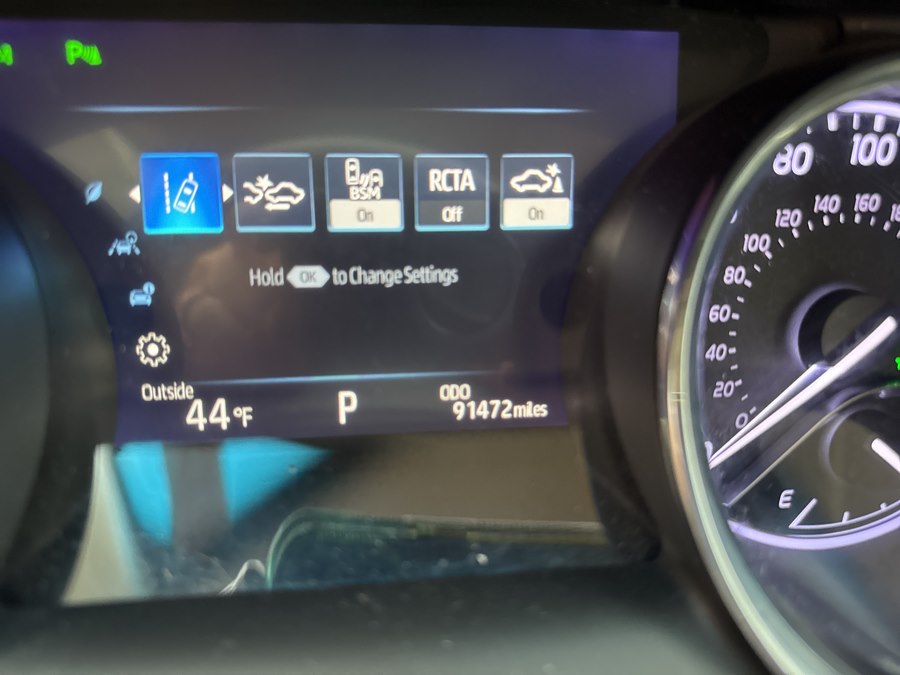 80 100
RCTA
BSM
On Off On
120 140 160
100
80
Hold OK to Change Settings
60
40
20
0
Outside
44°F P ODO
91472 miles
E